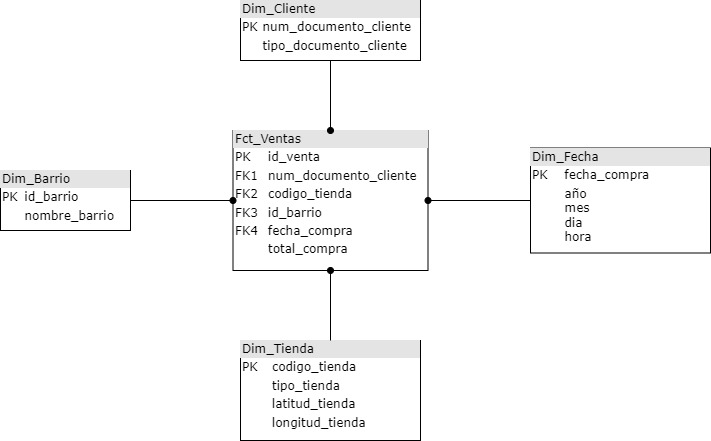 Dim_Cliente
PK num_documento_cliente
tipo_documento_cliente
Fct_Ventas
PK id_venta
FK1 num_documento_cliente
FK2 codigo_tienda
FK3 id_barrio
FK4 fecha_compra
total_compra
Dim_Barrio
PK id_barrio
nombre_barrio
Dim_Fecha
PK fecha_compra
año
mes
dia
hora
Dim_Tienda
PK codigo_tienda
tipo_tienda
latitud_tienda
longitud_tienda